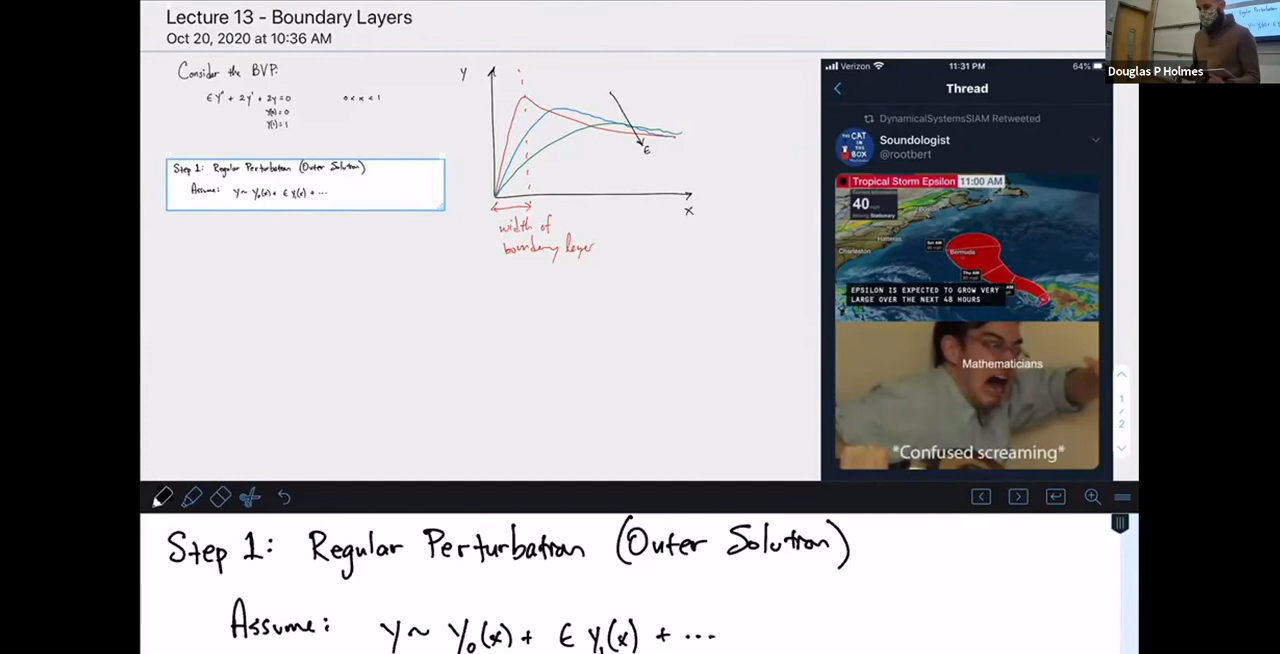 Lecture 13 - Boundary Layers
Oct 20, 2020 at 10:36 AM
Consider the BVP:
ϵ y'' + 2y' + 2y = 0    0 < x < 1
y(0) = 0
y(1) = 1
Step 1: Regular Perturbation (Outer Solution)
Assume: y ~ y₀(x) + ϵ y₁(x) + ...
y
ϵ
x
width of
boundary layer
Verizon 11:31 PM 64%
Thread
DynamicalSystemsSIAM Retweeted
THE CAT IN THE BOX
Soundologist
@rootbert
Tropical Storm Epsilon 11:00 AM
40 mph
Bermuda
Charleston
EPSILON IS EXPECTED TO GROW VERY
LARGE OVER THE NEXT 48 HOURS
Mathematicians
*Confused screaming*
1
/
2
Douglas P Holmes
Step 1: Regular Perturbation (Outer Solution)
Assume: y ~ y₀(x) + ϵ y₁(x) + ...